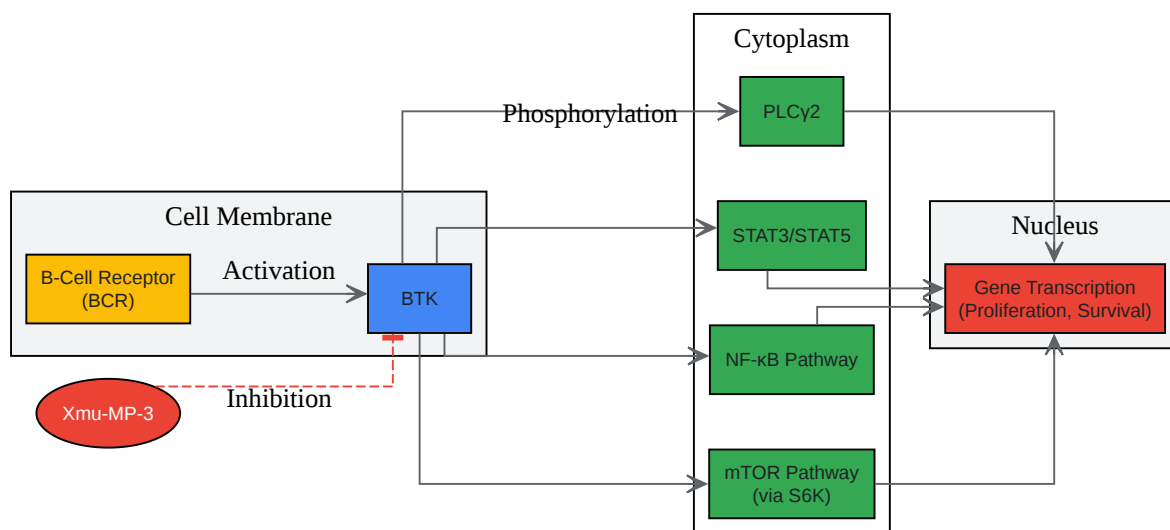 Cytoplasm
Phosphorylation
PLCγ2
Cell Membrane
STAT3/STAT5
Nucleus
B-Cell Receptor
(BCR)
Activation
BTK
Gene Transcription
(Proliferation, Survival)
NF-κB Pathway
Xmu-MP-3
Inhibition
mTOR Pathway
(via S6K)